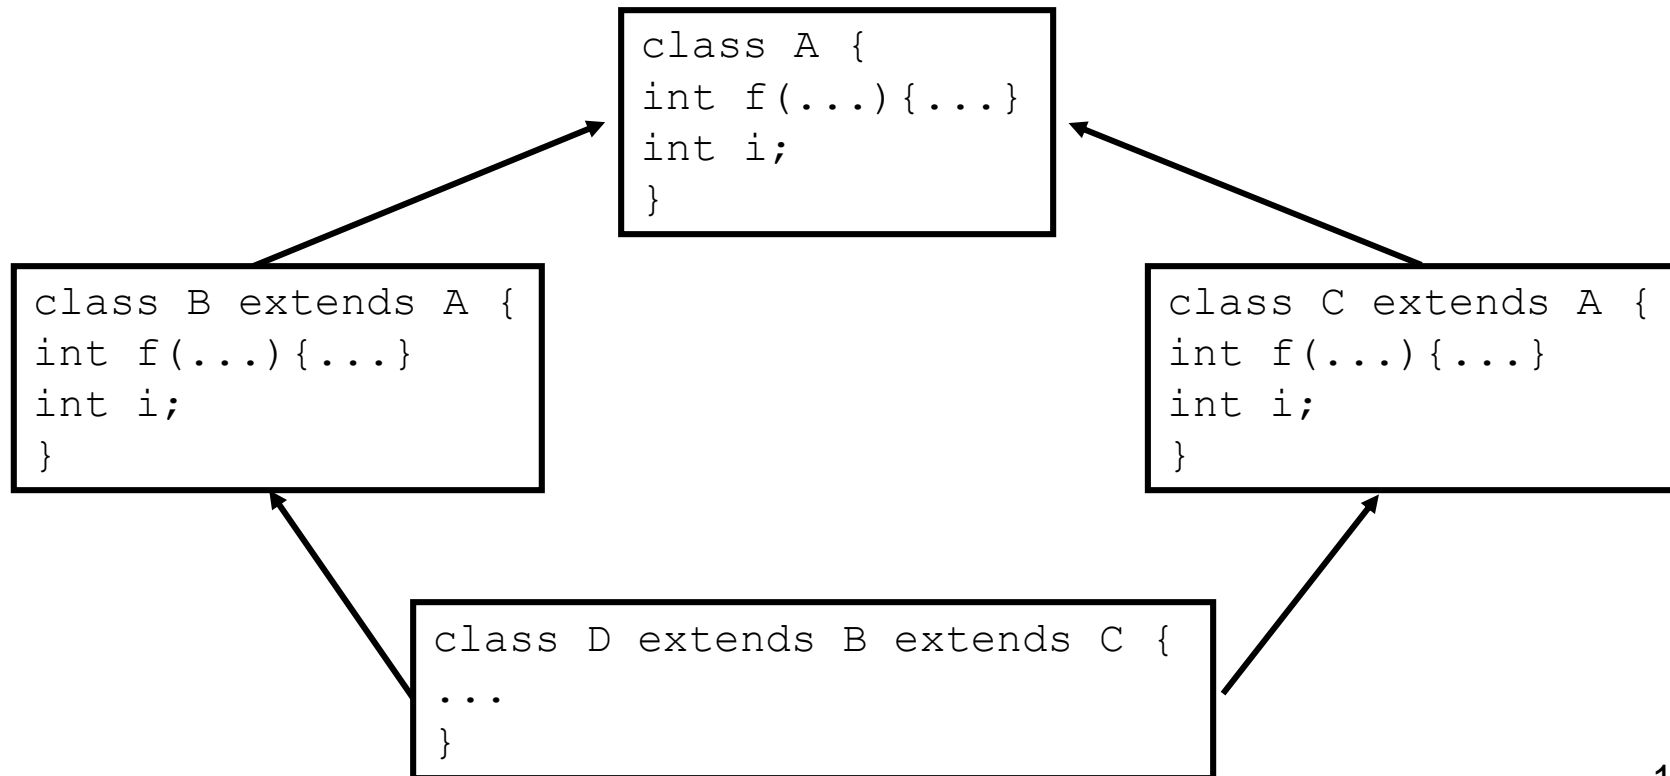 class A {
int f(...){...}
int i;
}
class B extends A {
int f(...){...}
int i;
}
class C extends A {
int f(...){...}
int i;
}
class D extends B extends C {
...
}